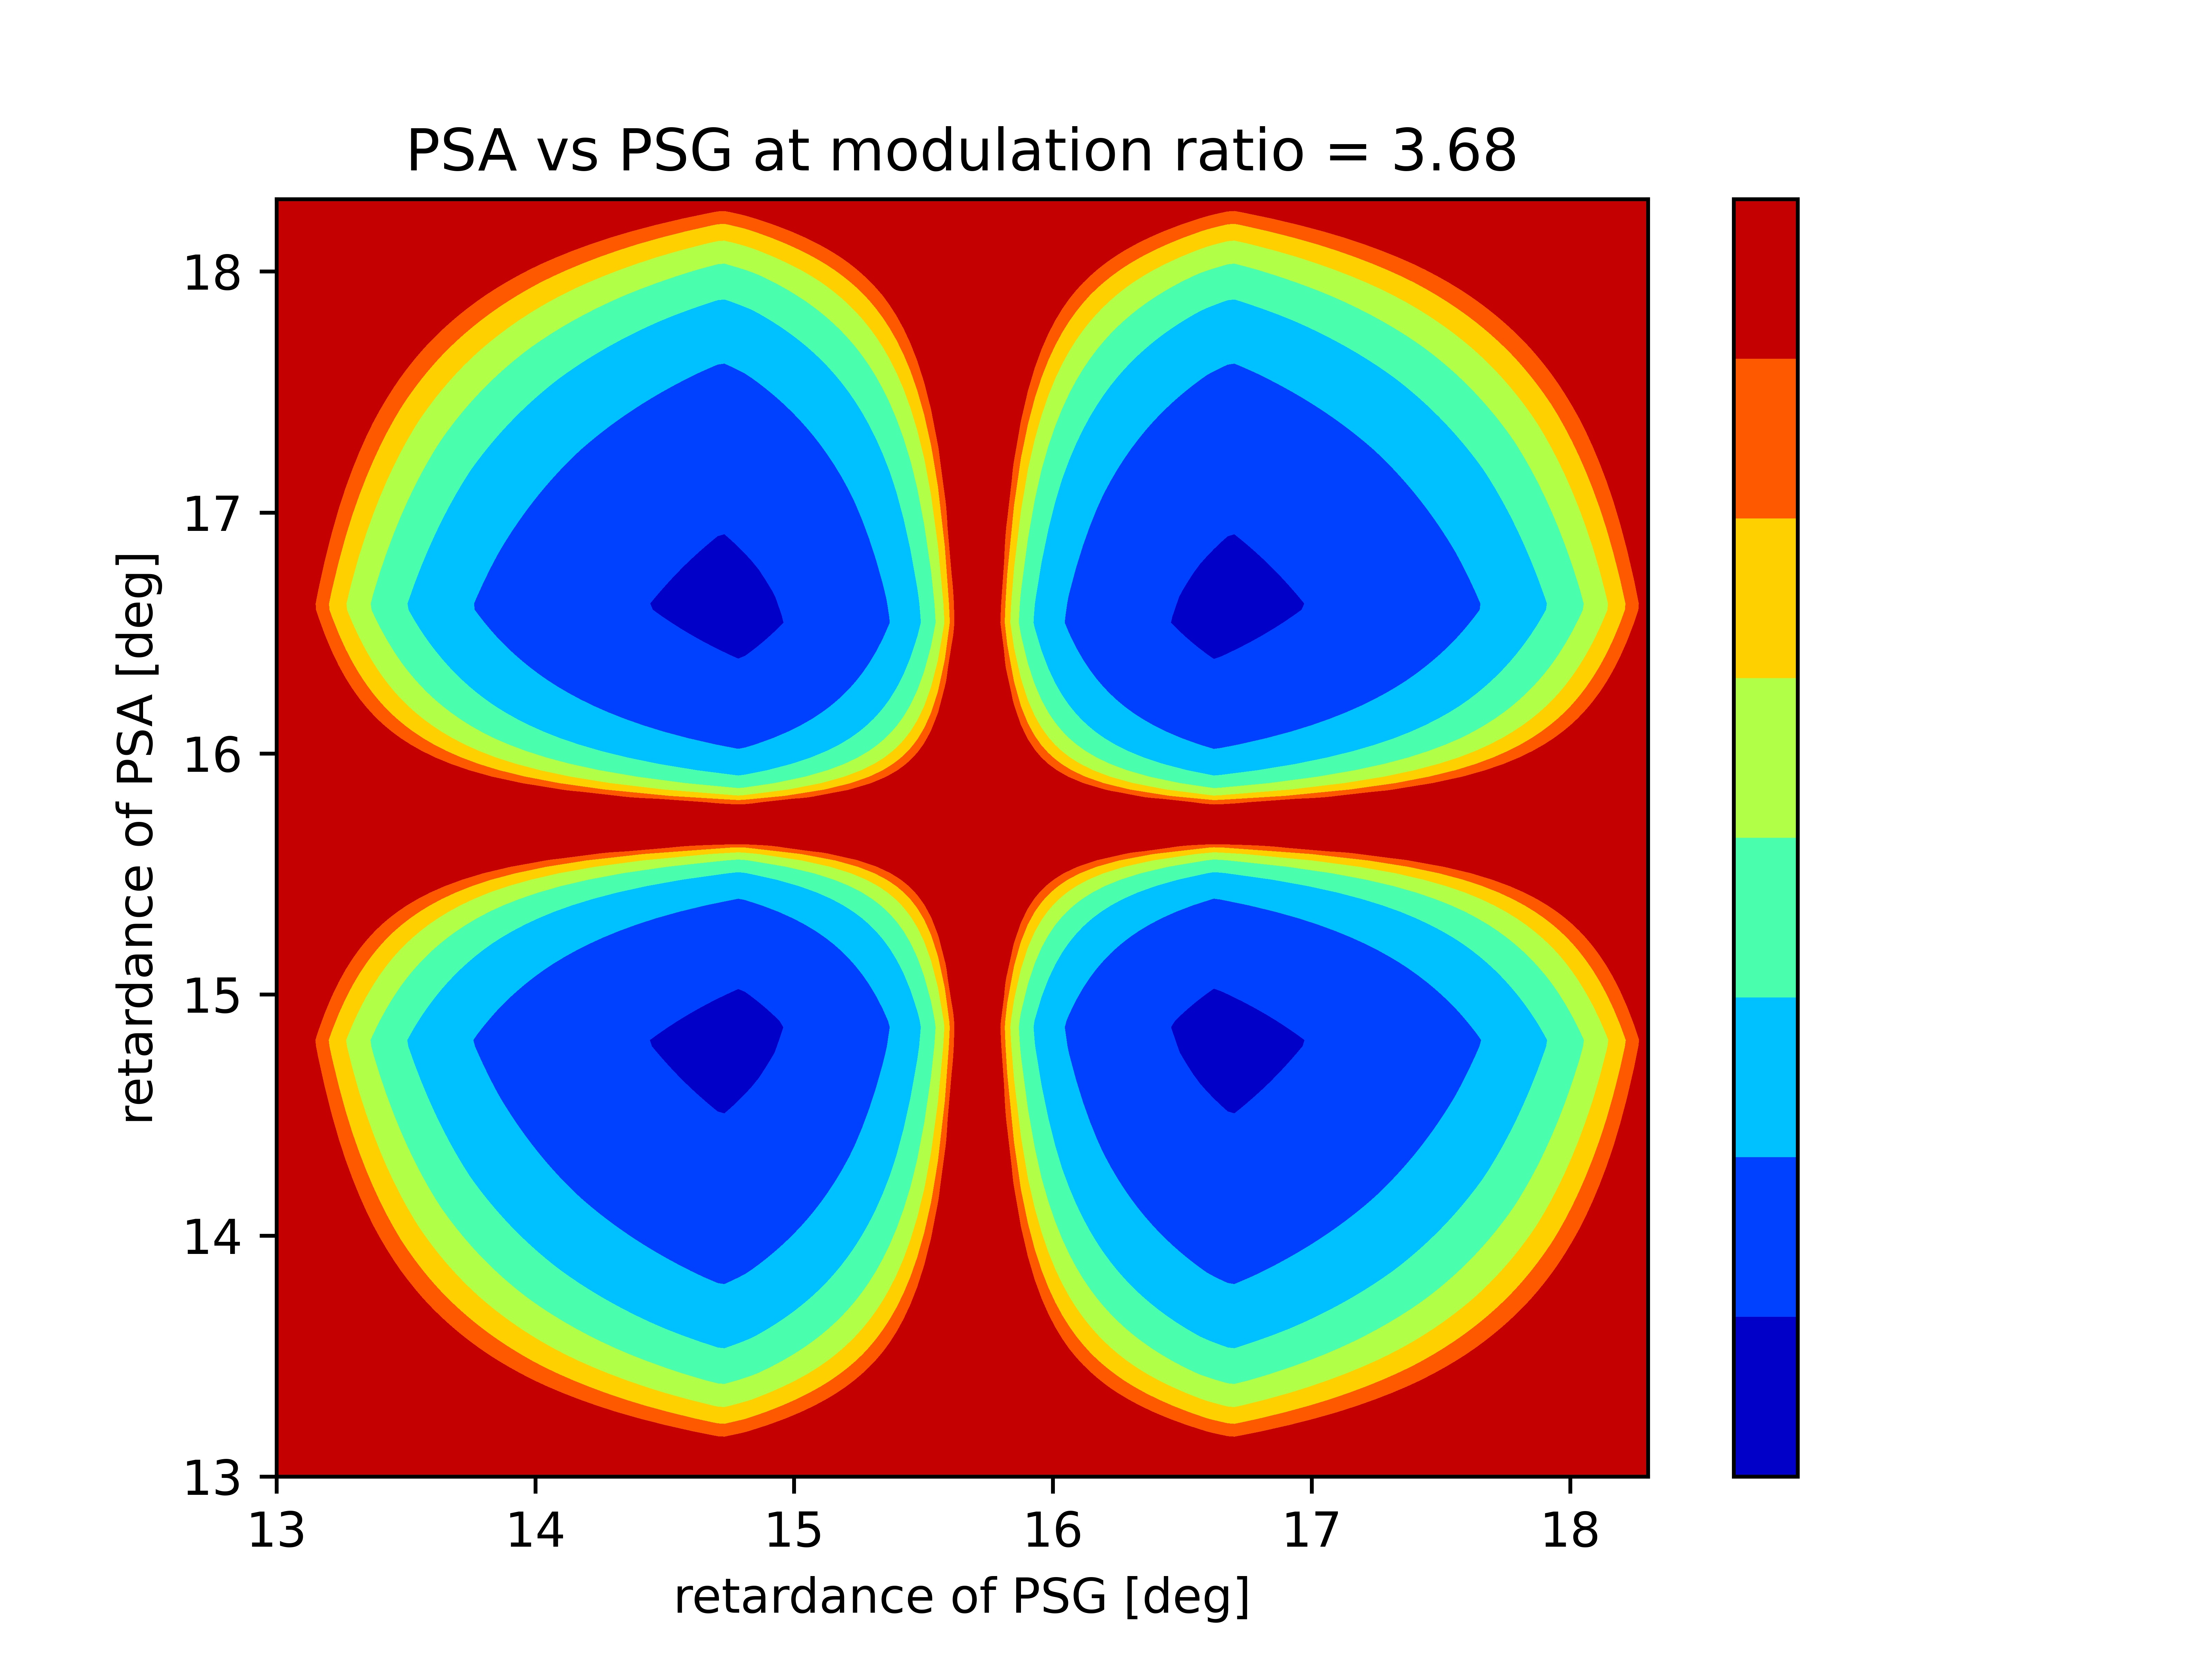 PSA vs PSG at modulation ratio = 3.68
retardance of PSA [deg]
18
17
16
15
14
13
13 14 15 16 17 18
retardance of PSG [deg]